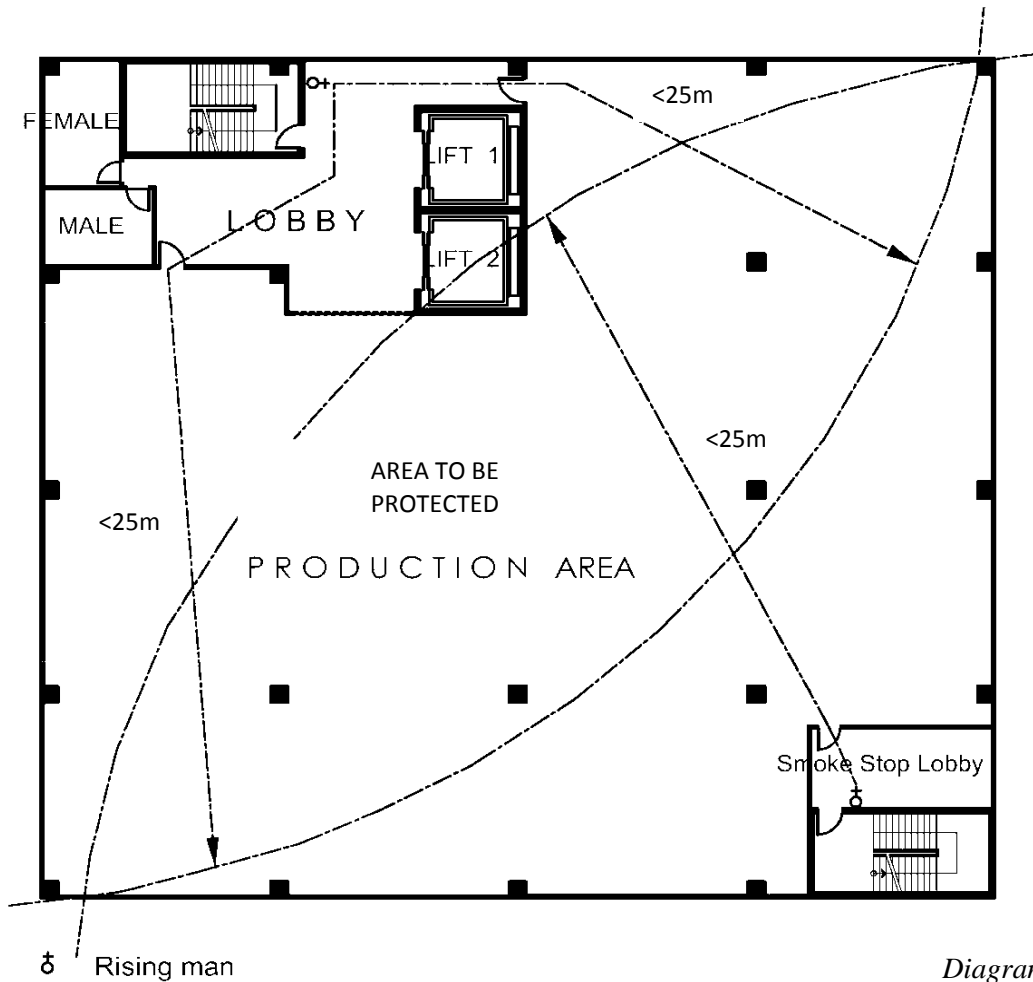 <25m
FEMALE
LIFT 1
MALE
LOBBY
LIFT 2
<25m
AREA TO BE
PROTECTED
<25m
PRODUCTION AREA
Smoke Stop Lobby
Rising man